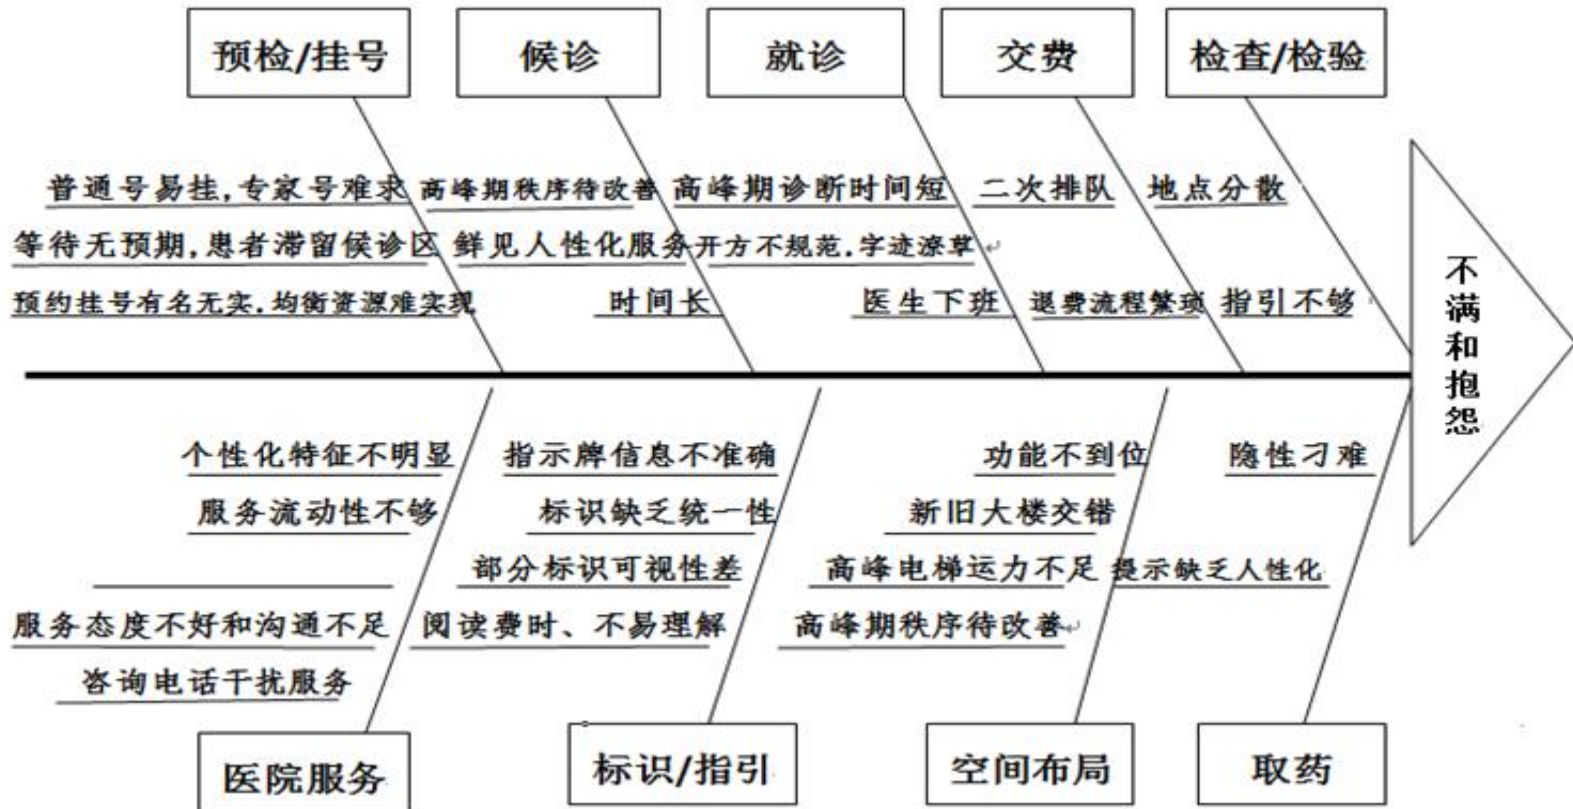 预检/挂号
候诊
就诊
交费
检查/检验
普通号易挂,专家号难求
高峰期秩序待改善
高峰期诊断时间短
二次排队
地点分散
等待无预期,患者滞留候诊区
鲜见人性化服务
开方不规范.字迹潦草
预约挂号有名无实.均衡资源难实现
时间长
医生下班
退费流程繁琐
指引不够
不满和抱怨
个性化特征不明显
指示牌信息不准确
功能不到位
隐性刁难
服务流动性不够
标识缺乏统一性
新旧大楼交错
部分标识可视性差
高峰电梯运力不足
提示缺乏人性化
服务态度不好和沟通不足
阅读费时、不易理解
高峰期秩序待改善
咨询电话干扰服务
医院服务
标识/指引
空间布局
取药